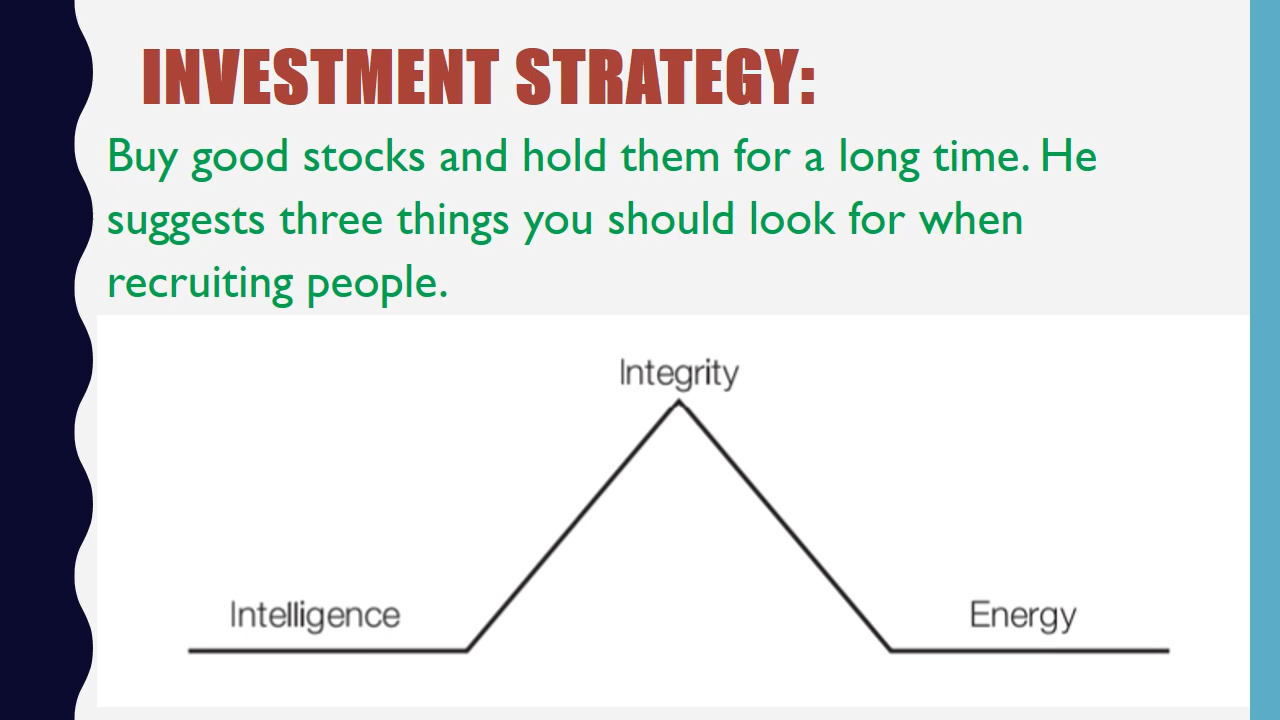 INVESTMENT STRATEGY:
Buy good stocks and hold them for a long time. He
suggests three things you should look for when
recruiting people.
Integrity
Intelligence
Energy